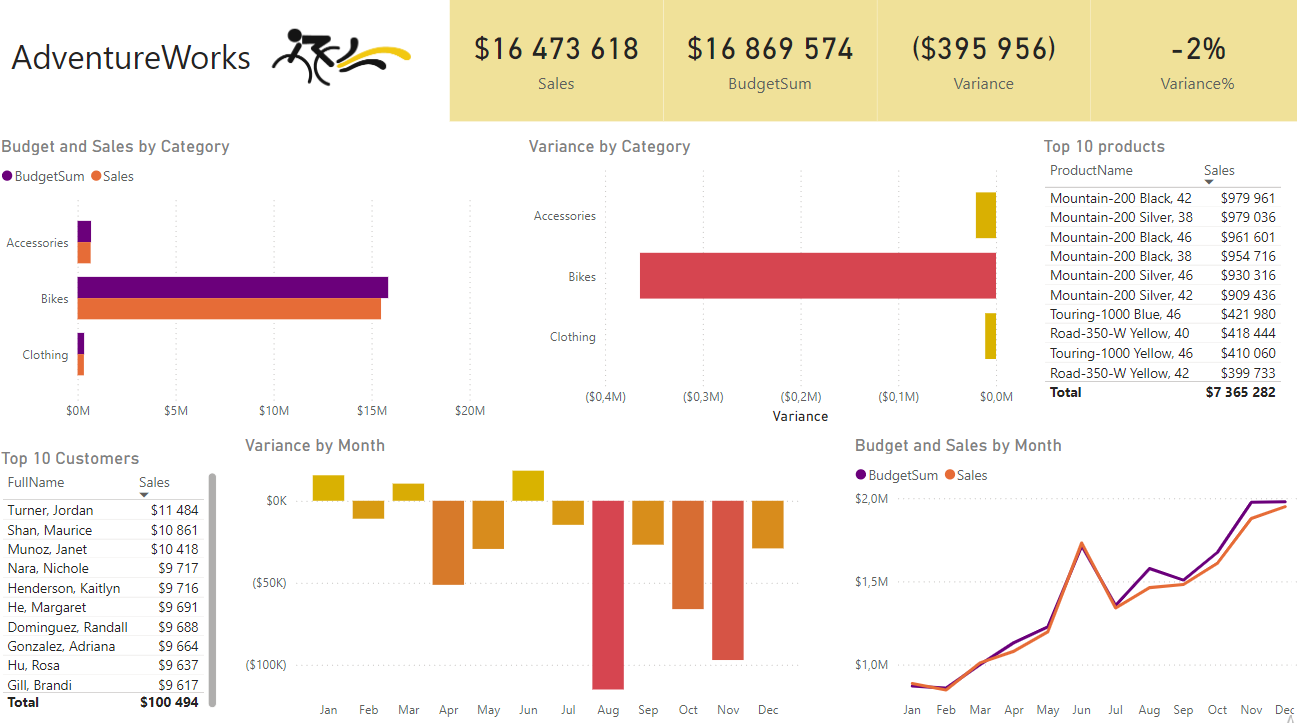 AdventureWorks
$16 473 618
Sales
$16 869 574
BudgetSum
($395 956)
Variance
-2%
Variance%
Budget and Sales by Category
BudgetSum Sales
Accessories
Bikes
Clothing
$0M $5M $10M $15M $20M
Variance by Category
Accessories
Bikes
Clothing
($0,4M) ($0,3M) ($0,2M) ($0,1M) $0,0M
Variance
Top 10 products
ProductName Sales
Mountain-200 Black, 42 $979 961
Mountain-200 Silver, 38 $979 036
Mountain-200 Black, 46 $961 601
Mountain-200 Black, 38 $954 716
Mountain-200 Silver, 46 $930 316
Mountain-200 Silver, 42 $909 436
Touring-1000 Blue, 46 $421 980
Road-350-W Yellow, 40 $418 444
Touring-1000 Yellow, 46 $410 060
Road-350-W Yellow, 42 $399 733
Total $7 365 282
Top 10 Customers
FullName Sales
Turner, Jordan $11 484
Shan, Maurice $10 861
Munoz, Janet $10 418
Nara, Nichole $9 717
Henderson, Kaitlyn $9 716
He, Margaret $9 691
Dominguez, Randall $9 688
Gonzalez, Adriana $9 664
Hu, Rosa $9 637
Gill, Brandi $9 617
Total $100 494
Variance by Month
$0K
($50K)
($100K)
Jan Feb Mar Apr May Jun Jul Aug Sep Oct Nov Dec
Budget and Sales by Month
BudgetSum Sales
$2,0M
$1,5M
$1,0M
Jan Feb Mar Apr May Jun Jul Aug Sep Oct Nov Dec